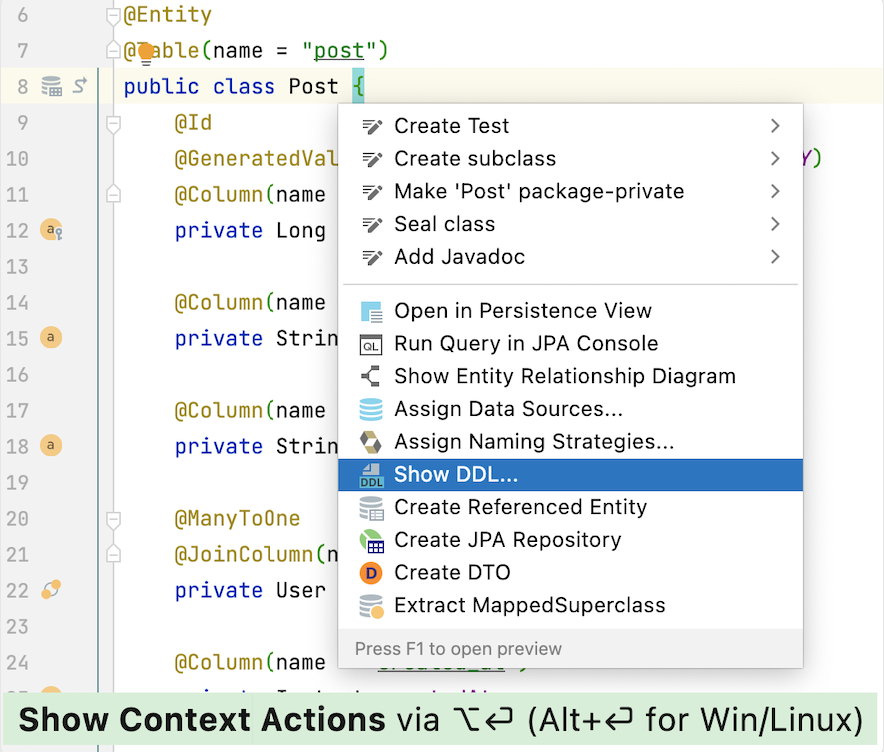 6 @Entity
7 @Table(name = "post")
8 public class Post {
9 @Id
Create Test
10 @GeneratedVal Y)
Create subclass
11 @Column(name
Make 'Post' package-private
12 a private Long
Seal class
13
Add Javadoc
14 @Column(name
Open in Persistence View
15 a private Strin
QL Run Query in JPA Console
16
Show Entity Relationship Diagram
17 @Column(name
Assign Data Sources...
18 a private Strin
Assign Naming Strategies...
19
DDL Show DDL...
20 @ManyToOne
Create Referenced Entity
21 @JoinColumn(n
Create JPA Repository
22 private User
D Create DTO
23
Extract MappedSuperclass
24 @Column(name
Press F1 to open preview
Show Context Actions via ⌥⏎ (Alt+⏎ for Win/Linux)